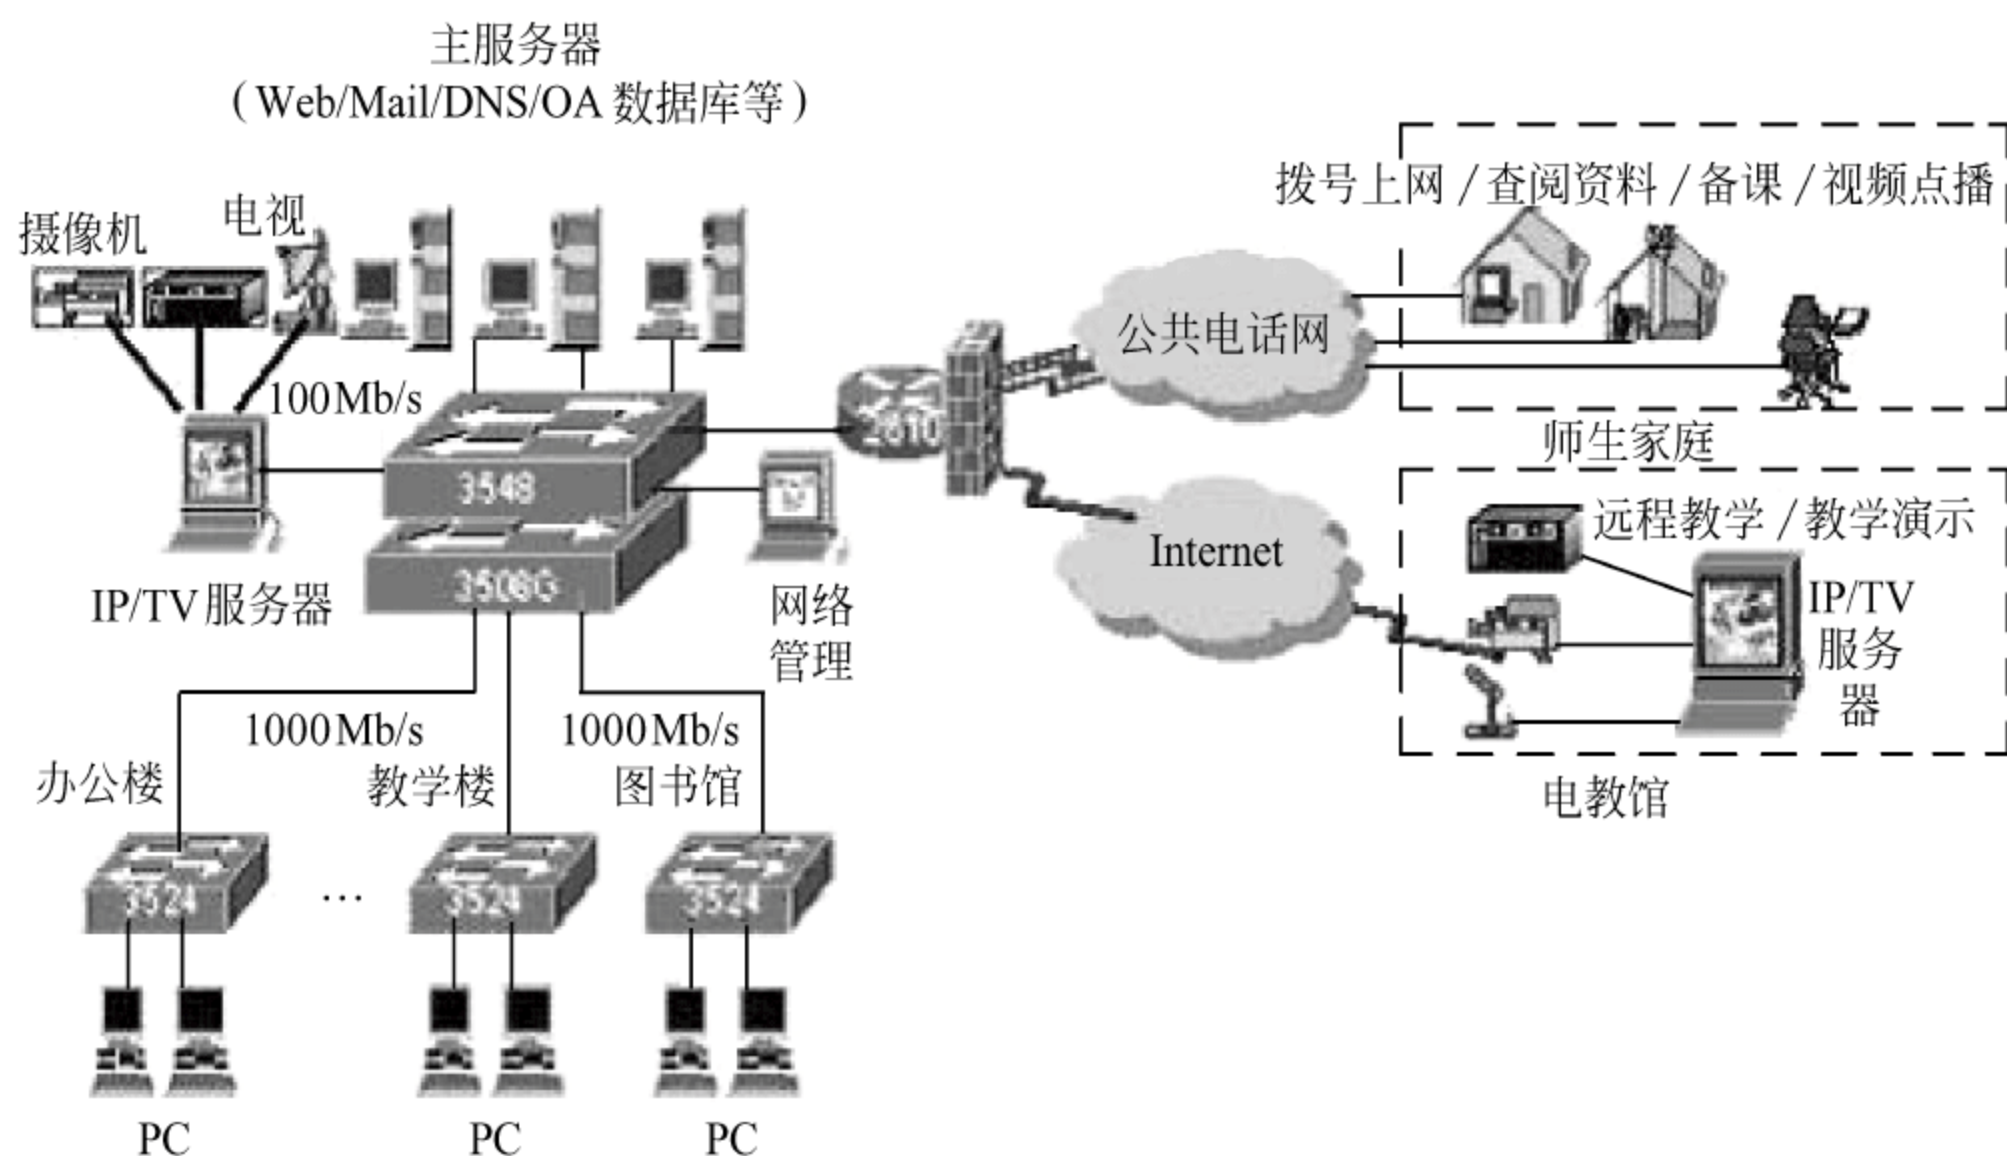 主服务器
（Web/Mail/DNS/OA 数据库等）
摄像机
电视
100Mb/s
3548
3508G
IP/TV服务器
网络
管理
2610
公共电话网
Internet
拨号上网/查阅资料/备课/视频点播
师生家庭
远程教学/教学演示
IP/TV
服务
器
电教馆
1000Mb/s
1000Mb/s
办公楼
教学楼
图书馆
3524
…
3524
3524
PC
PC
PC